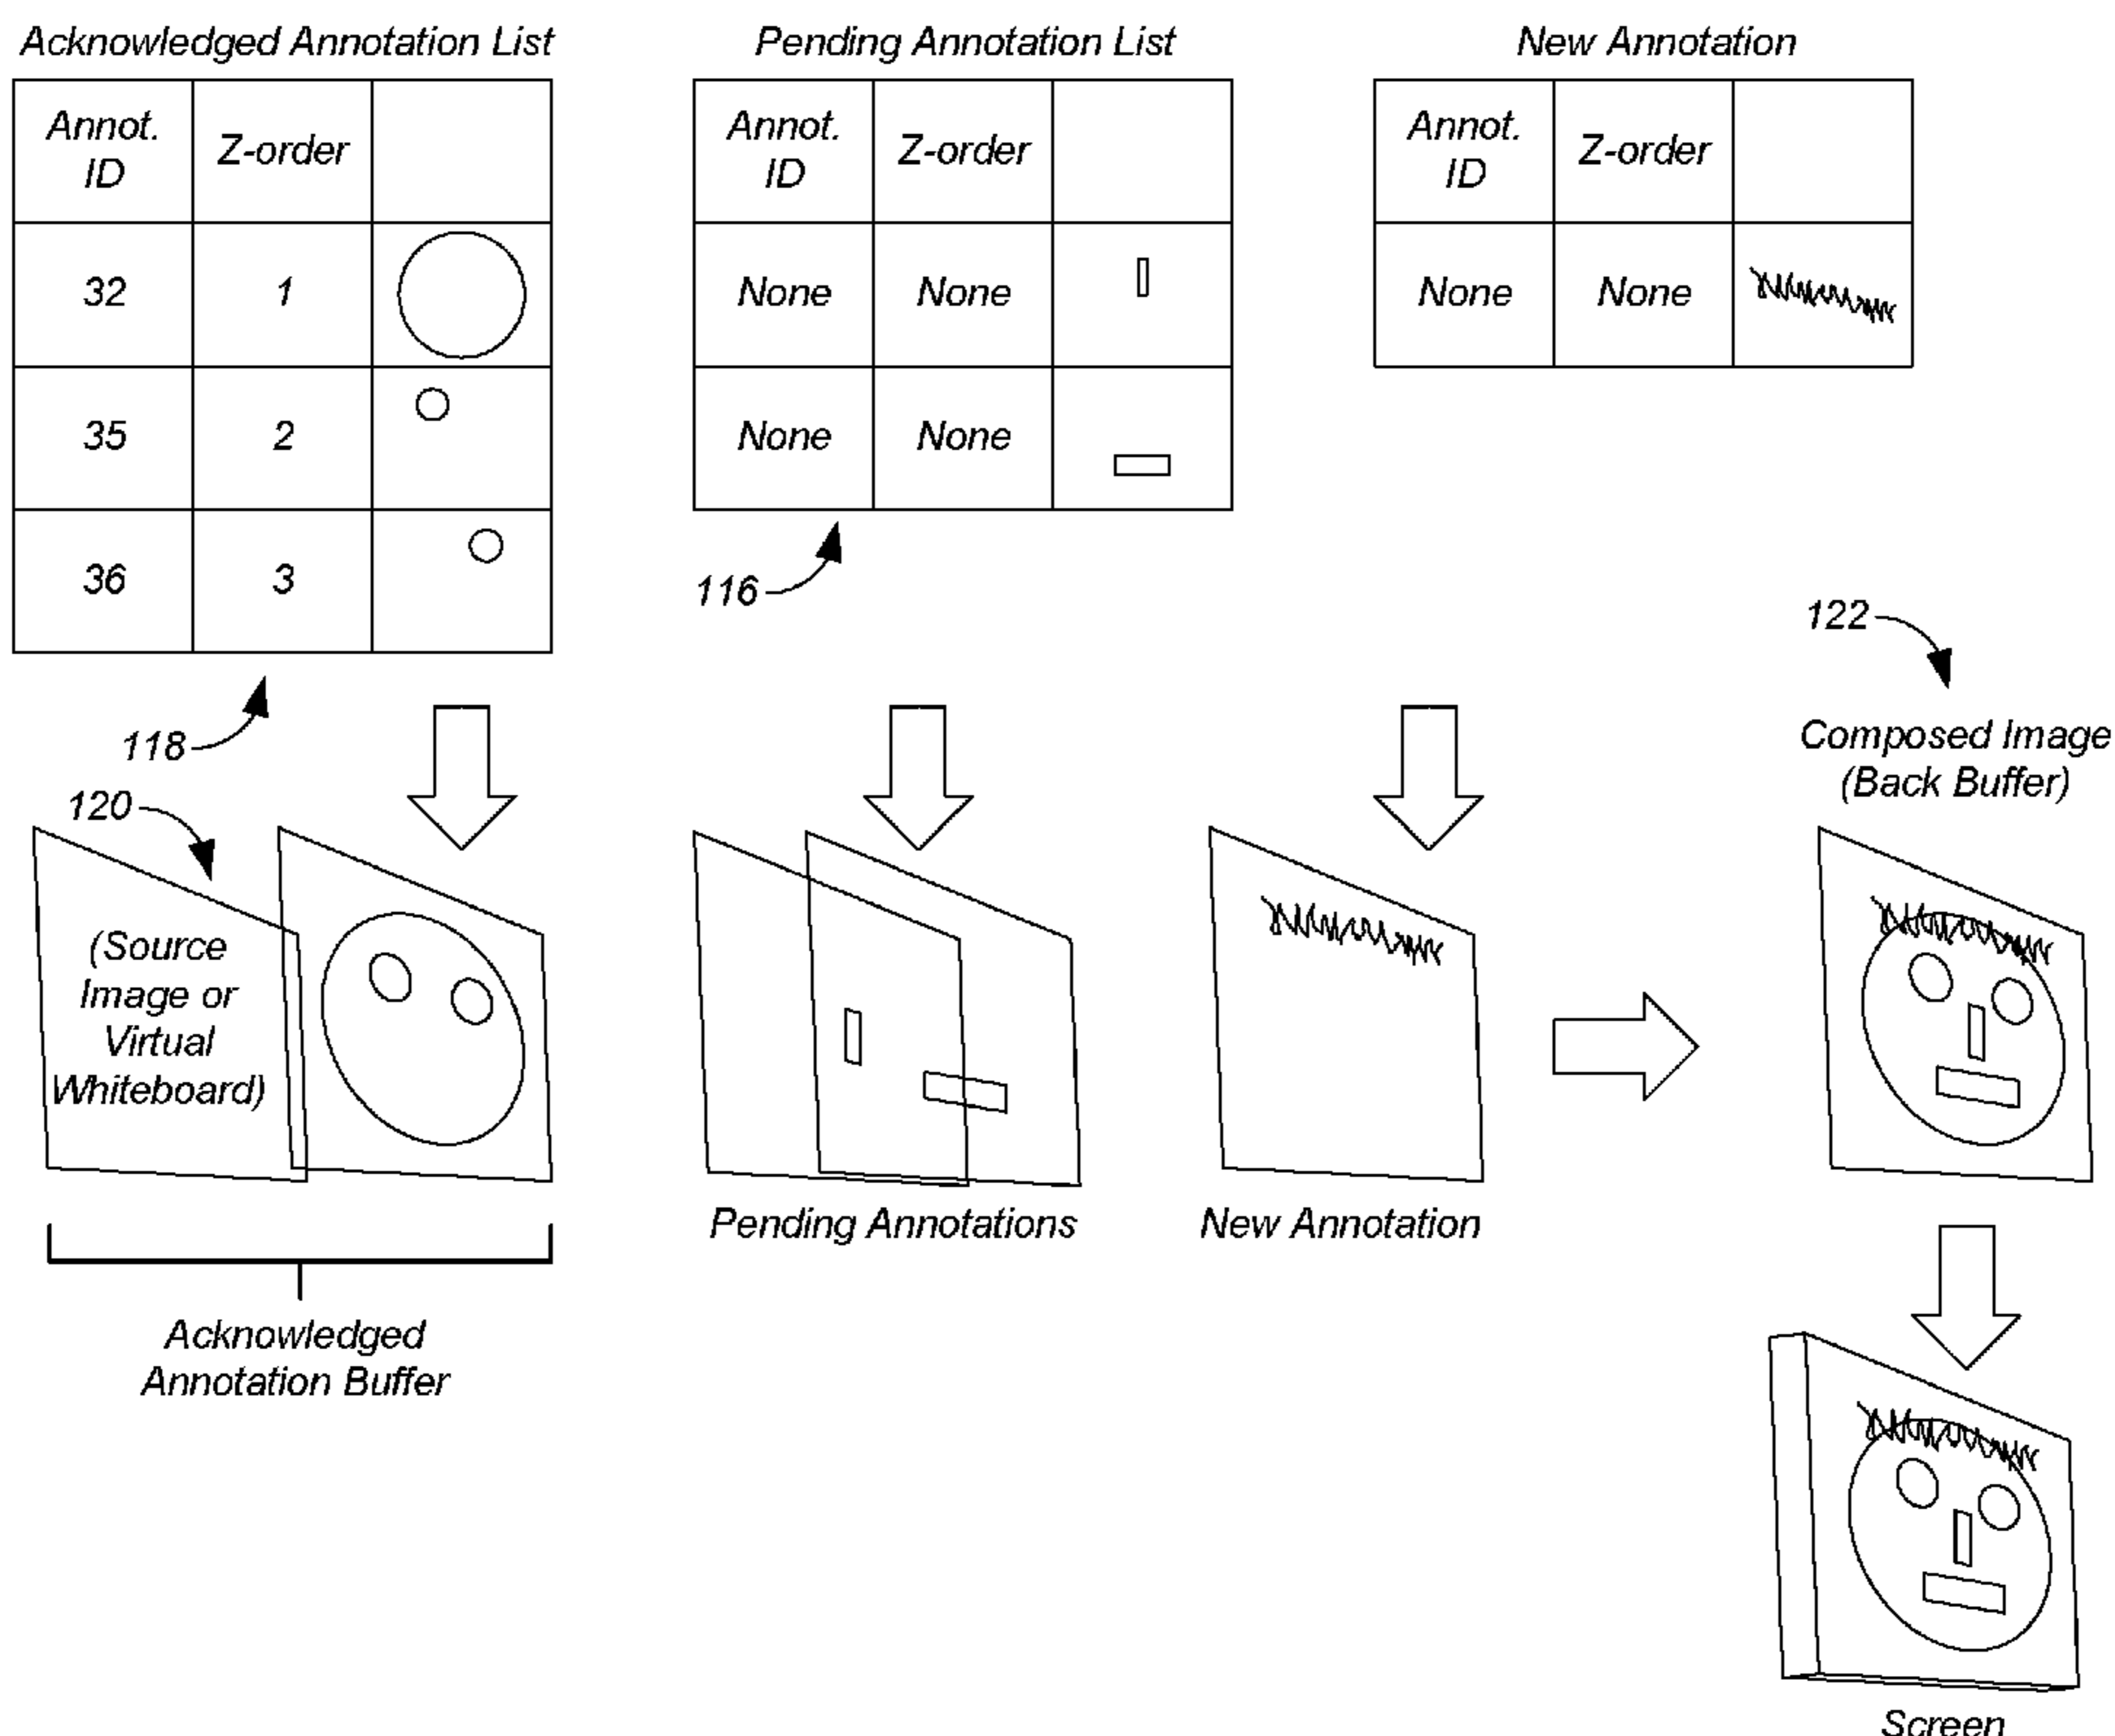 Acknowledged Annotation List
Annot.
ID
Z-order
32
1
35
2
36
3
118
Pending Annotation List
Annot.
ID
Z-order
None
None
None
None
116
New Annotation
Annot.
ID
Z-order
None
None
122
Composed Image
(Back Buffer)
120
(Source
Image or
Virtual
Whiteboard)
Acknowledged
Annotation Buffer
Pending Annotations
New Annotation
Screen